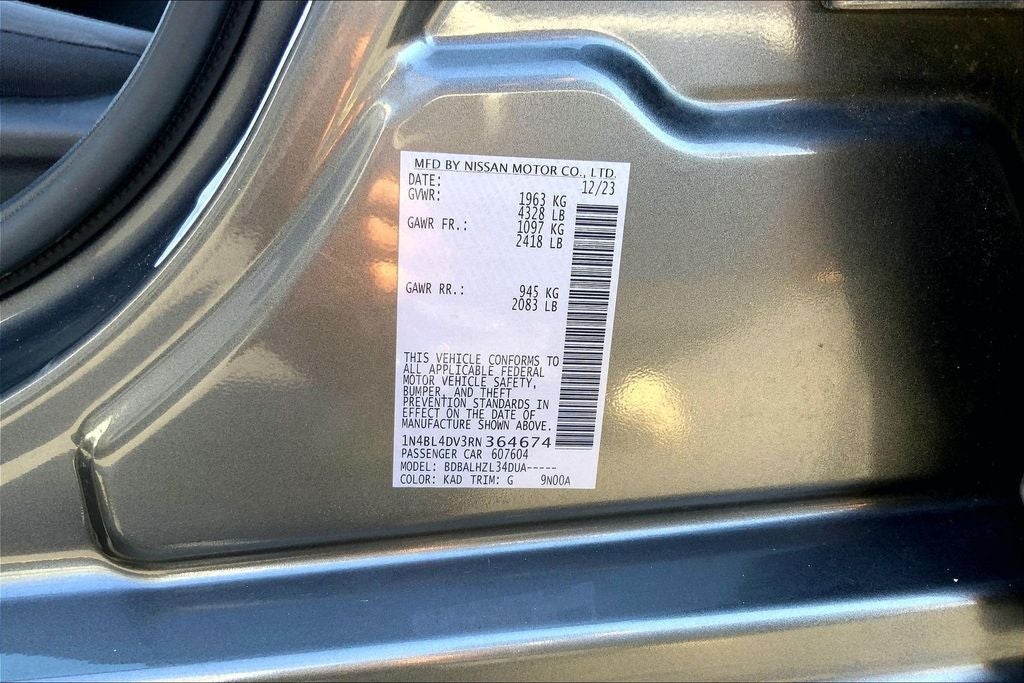 MFD BY NISSAN MOTOR CO., LTD.
DATE: 12/23
GVWR: 1963 KG
4328 LB
GAWR FR.: 1097 KG
2418 LB
GAWR RR.: 945 KG
2083 LB
THIS VEHICLE CONFORMS TO
ALL APPLICABLE FEDERAL
MOTOR VEHICLE SAFETY,
BUMPER, AND THEFT
PREVENTION STANDARDS IN
EFFECT ON THE DATE OF
MANUFACTURE SHOWN ABOVE.
1N4BL4DV3RN364674
PASSENGER CAR 607604
MODEL: BDBALHZL34DUA-----
COLOR: KAD TRIM: G 9N00A